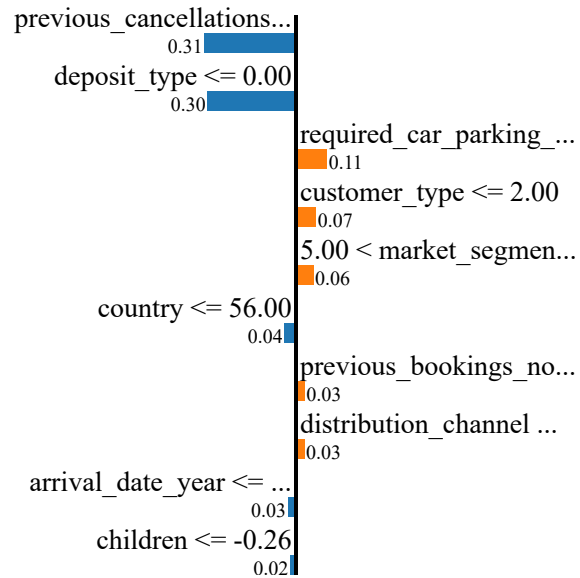 previous_cancellations...
0.31
deposit_type <= 0.00
0.30
required_car_parking_...
0.11
customer_type <= 2.00
0.07
5.00 < market_segmen...
0.06
country <= 56.00
0.04
previous_bookings_no...
0.03
distribution_channel ...
0.03
arrival_date_year <= ...
0.03
children <= -0.26
0.02